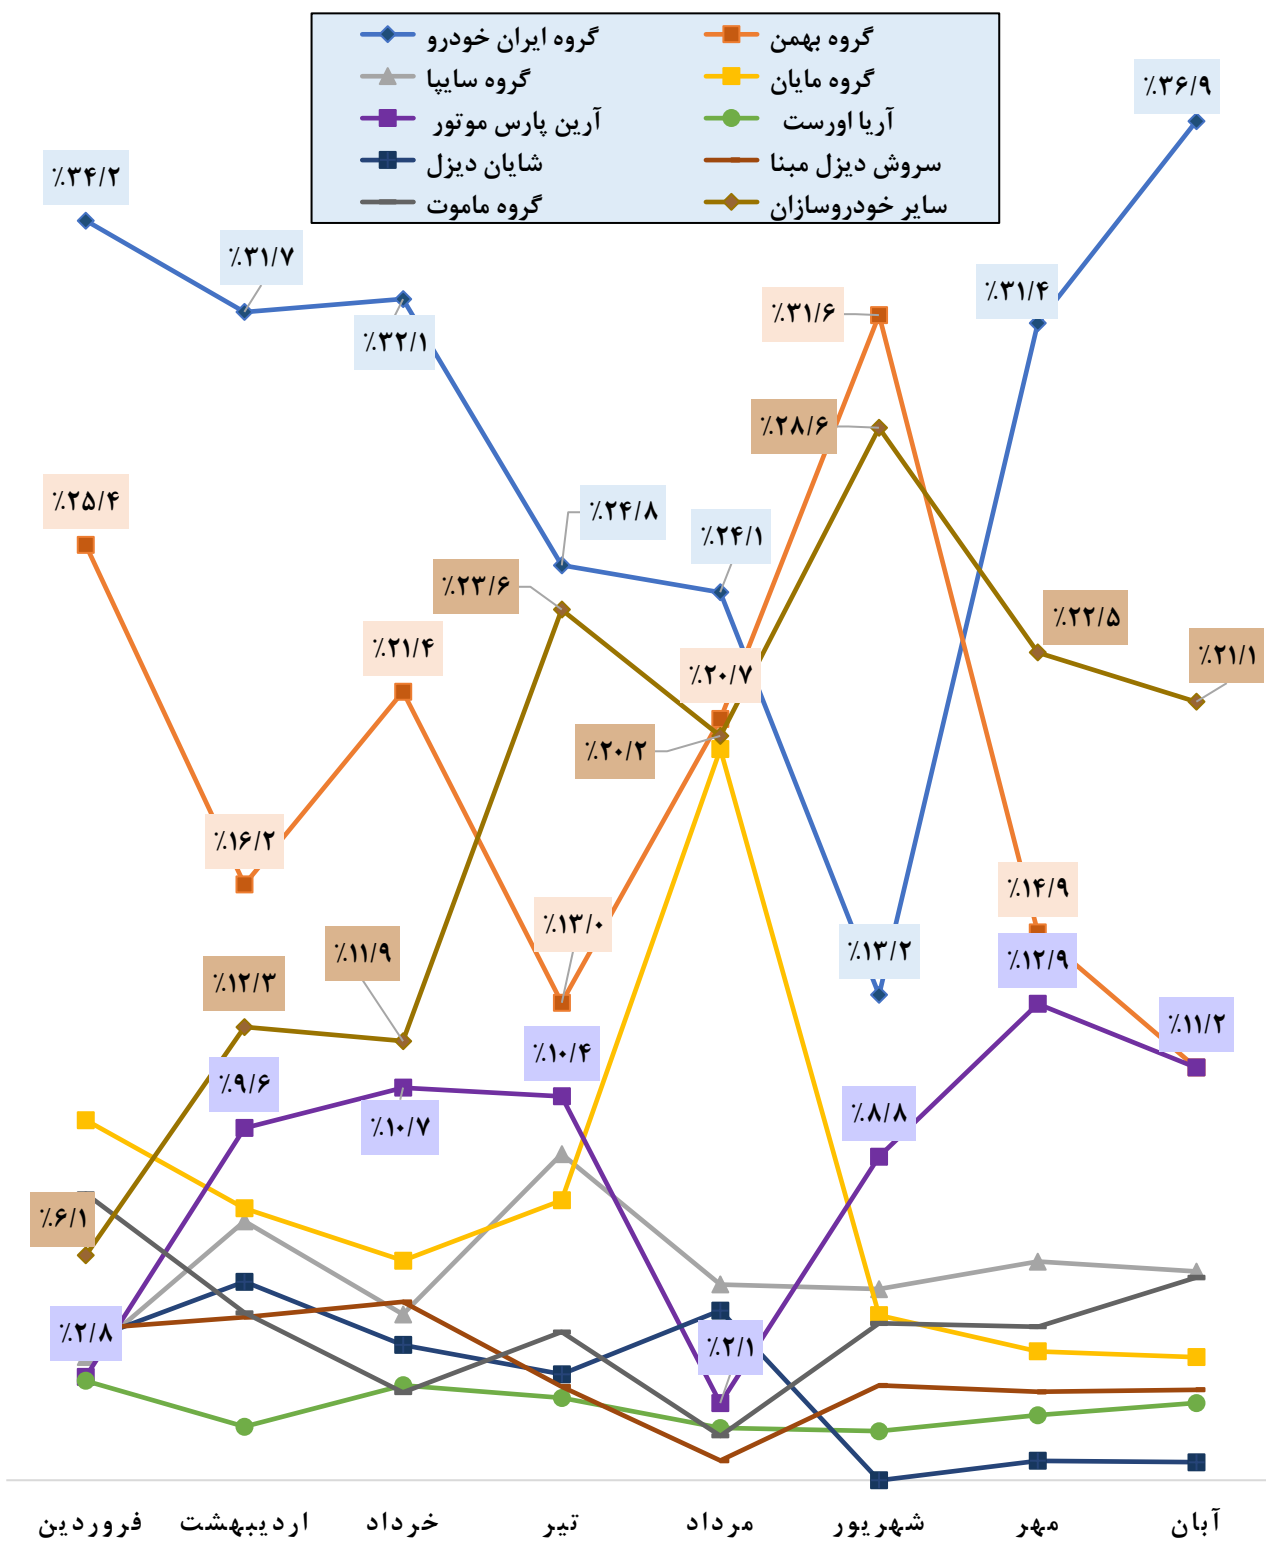 گروه ایران خودرو
گروه بهمن
گروه سایپا
گروه مایان
آرین پارس موتور
آریا اورست
شایان دیزل
سروش دیزل مبنا
گروه ماموت
سایر خودروسازان
٪۳۶/۹
٪۳۴/۲
٪۳۱/۷
٪۳۱/۴
٪۳۱/۶
٪۳۲/۱
٪۲۸/۶
٪۲۵/۴
٪۲۴/۸
٪۲۴/۱
٪۲۳/۶
٪۲۲/۵
٪۲۱/۴
٪۲۱/۱
٪۲۰/۷
٪۲۰/۲
٪۱۶/۲
٪۱۴/۹
٪۱۳/۰
٪۱۳/۲
٪۱۱/۹
٪۱۲/۹
٪۱۲/۳
٪۱۱/۲
٪۱۰/۴
٪۹/۶
٪۸/۸
٪۱۰/۷
٪۶/۱
٪۲/۸
٪۲/۱
فروردین اردیبهشت خرداد تیر مرداد شهریور مهر آبان